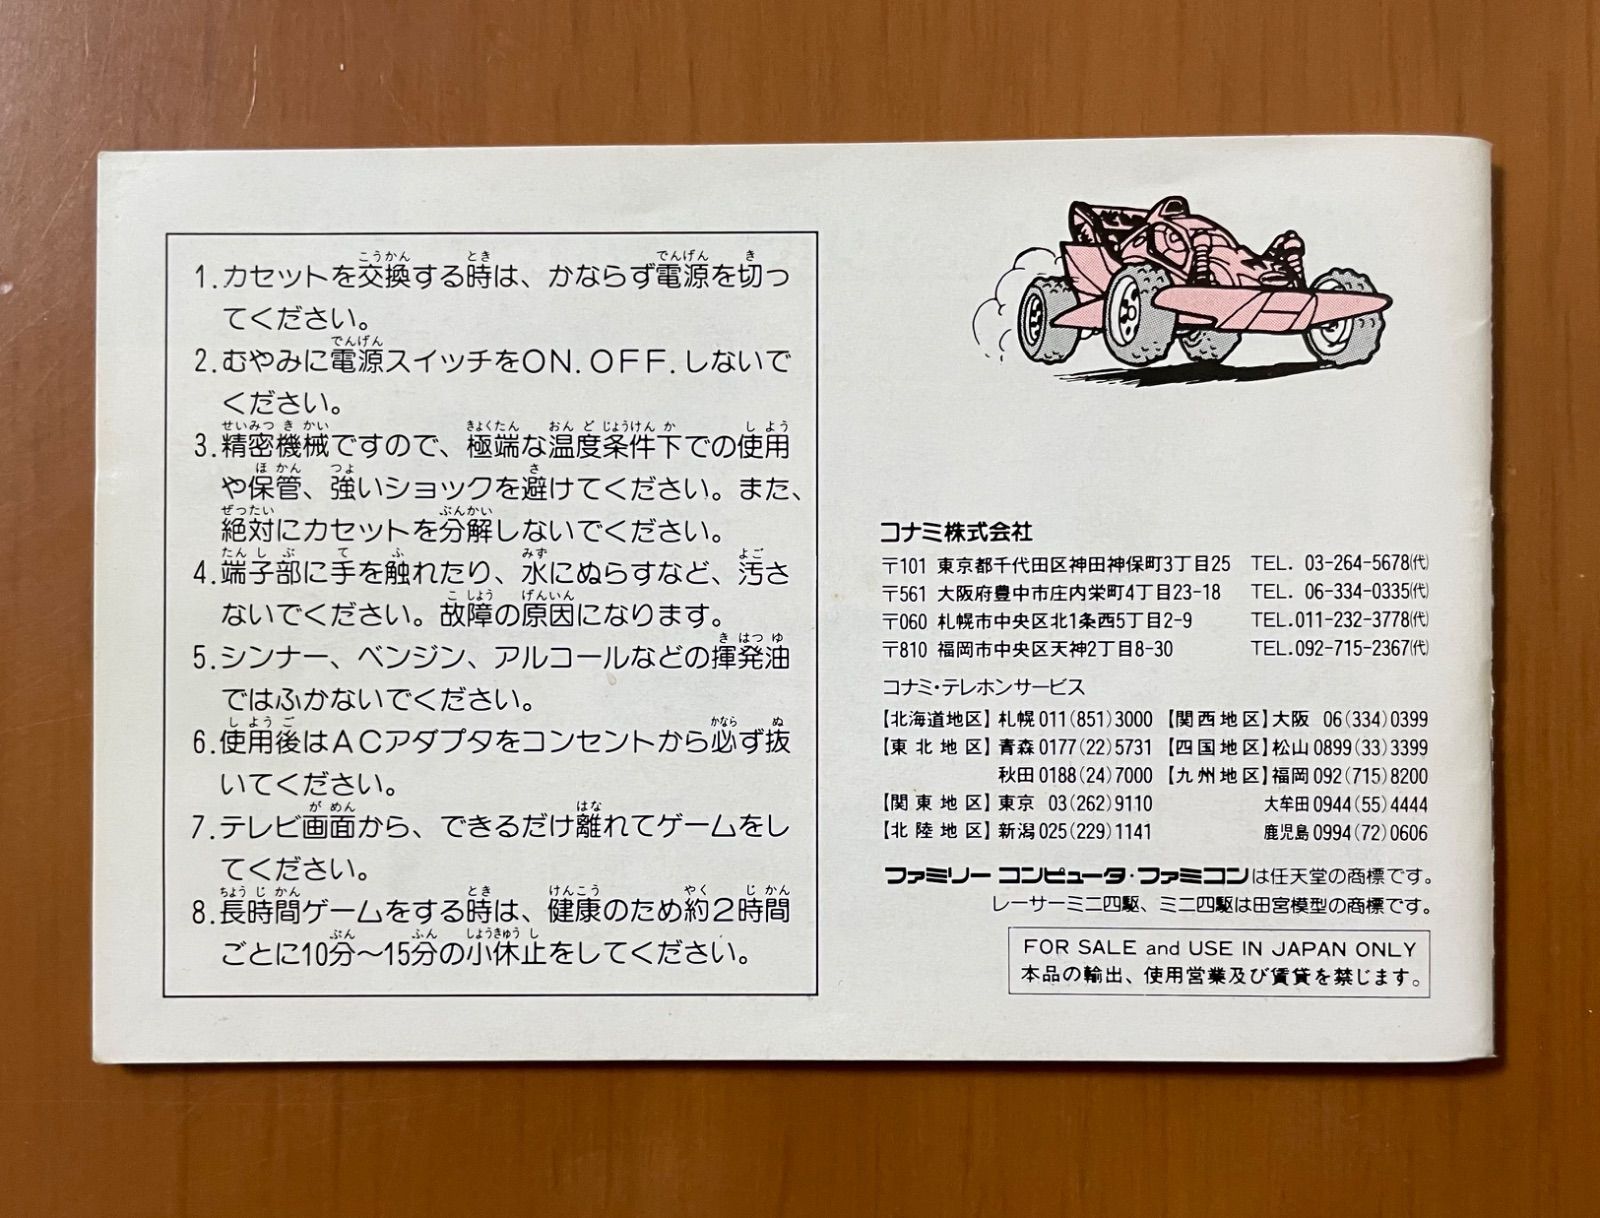 1.カセットを交換する時は、かならず電源を切っ
てください。
2.むやみに電源スイッチをON.OFF.しないで
ください。
3.精密機械ですので、極端な温度条件下での使用
や保管、強いショックを避けてください。また、
絶対にカセットを分解しないでください。
4.端子部に手を触れたり、水にぬらすなど、汚さ
ないでください。故障の原因になります。
5.シンナー、ベンジン、アルコールなどの揮発油
ではふかないでください。
6.使用後はACアダプタをコンセントから必ず抜
いてください。
7.テレビ画面から、できるだけ離れてゲームをし
てください。
8.長時間ゲームをする時は、健康のため約2時間
ごとに10分〜15分の小休止をしてください。
コナミ株式会社
〒101 東京都千代田区神田神保町3丁目25 TEL. 03-264-5678㈹
〒561 大阪府豊中市庄内栄町4丁目23-18 TEL. 06-334-0335㈹
〒060 札幌市中央区北1条西5丁目2-9 TEL.011-232-3778㈹
〒810 福岡市中央区天神2丁目8-30 TEL.092-715-2367㈹
コナミ・テレホンサービス
【北海道地区】札幌 011(851)3000 【関西地区】大阪 06(334)0399
【東北地区】青森 0177(22)5731 【四国地区】松山 0899(33)3399
秋田 0188(24)7000 【九州地区】福岡 092(715)8200
【関東地区】東京 03(262)9110 大牟田 0944(55)4444
【北陸地区】新潟 025(229)1141 鹿児島 0994(72)0606
ファミリーコンピュータ・ファミコンは任天堂の商標です。
レーサーミニ四駆、ミニ四駆は田宮模型の商標です。
FOR SALE and USE IN JAPAN ONLY
本品の輸出、使用営業及び賃貸を禁じます。